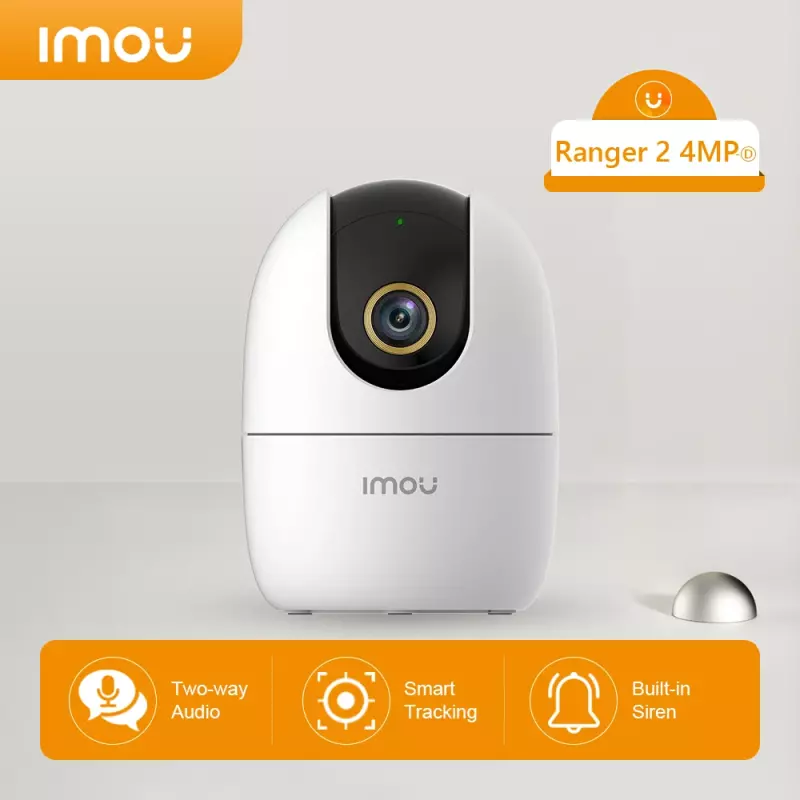 imou
Ranger 2 4MP-Ⓓ
imou
Two-way
Audio
Smart
Tracking
Built-in
Siren